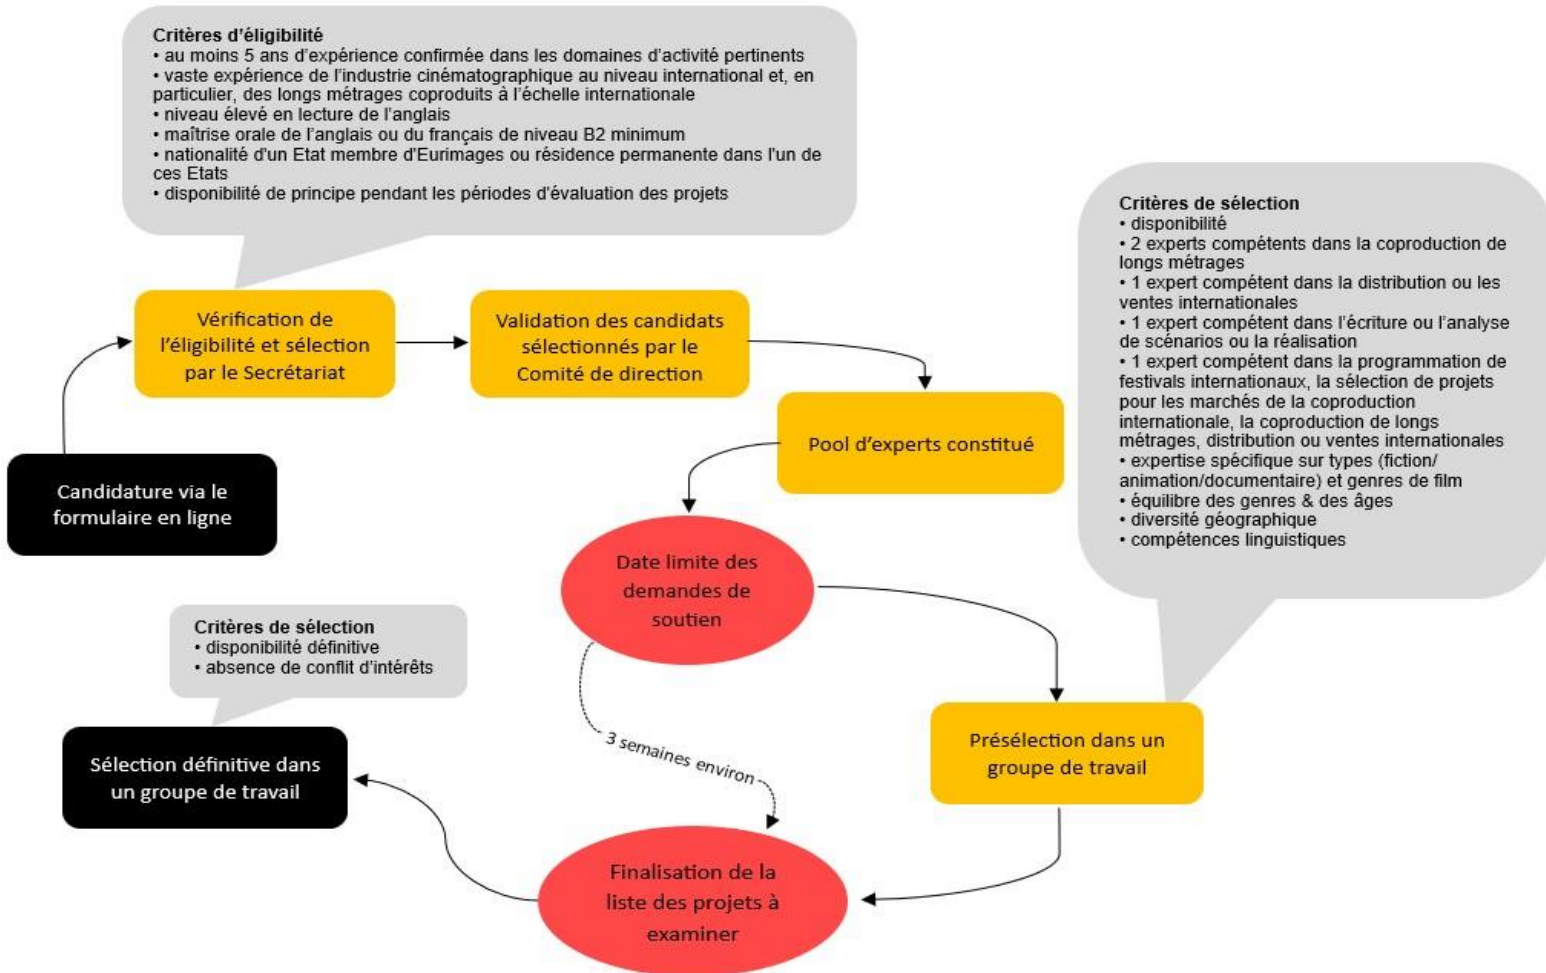 Critères d’éligibilité
• au moins 5 ans d’expérience confirmée dans les domaines d’activité pertinents
• vaste expérience de l’industrie cinématographique au niveau international et, en
particulier, des longs métrages coproduits à l’échelle internationale
• niveau élevé en lecture de l’anglais
• maîtrise orale de l’anglais ou du français de niveau B2 minimum
• nationalité d'un Etat membre d'Eurimages ou résidence permanente dans l'un de
ces Etats
• disponibilité de principe pendant les périodes d'évaluation des projets
Critères de sélection
• disponibilité
• 2 experts compétents dans la coproduction de
longs métrages
• 1 expert compétent dans la distribution ou les
ventes internationales
• 1 expert compétent dans l’écriture ou l’analyse
de scénarios ou la réalisation
• 1 expert compétent dans la programmation de
festivals internationaux, la sélection de projets
pour les marchés de la coproduction
internationale, la coproduction de longs
métrages, distribution ou ventes internationales
• expertise spécifique sur types (fiction/
animation/documentaire) et genres de film
• équilibre des genres & des âges
• diversité géographique
• compétences linguistiques
Vérification de
l’éligibilité et sélection
par le Secrétariat
Validation des candidats
sélectionnés par le
Comité de direction
Pool d’experts constitué
Candidature via le
formulaire en ligne
Date limite des
demandes de
soutien
Critères de sélection
• disponibilité définitive
• absence de conflit d’intérêts
3 semaines environ
Présélection dans un
groupe de travail
Sélection définitive dans
un groupe de travail
Finalisation de la
liste des projets à
examiner